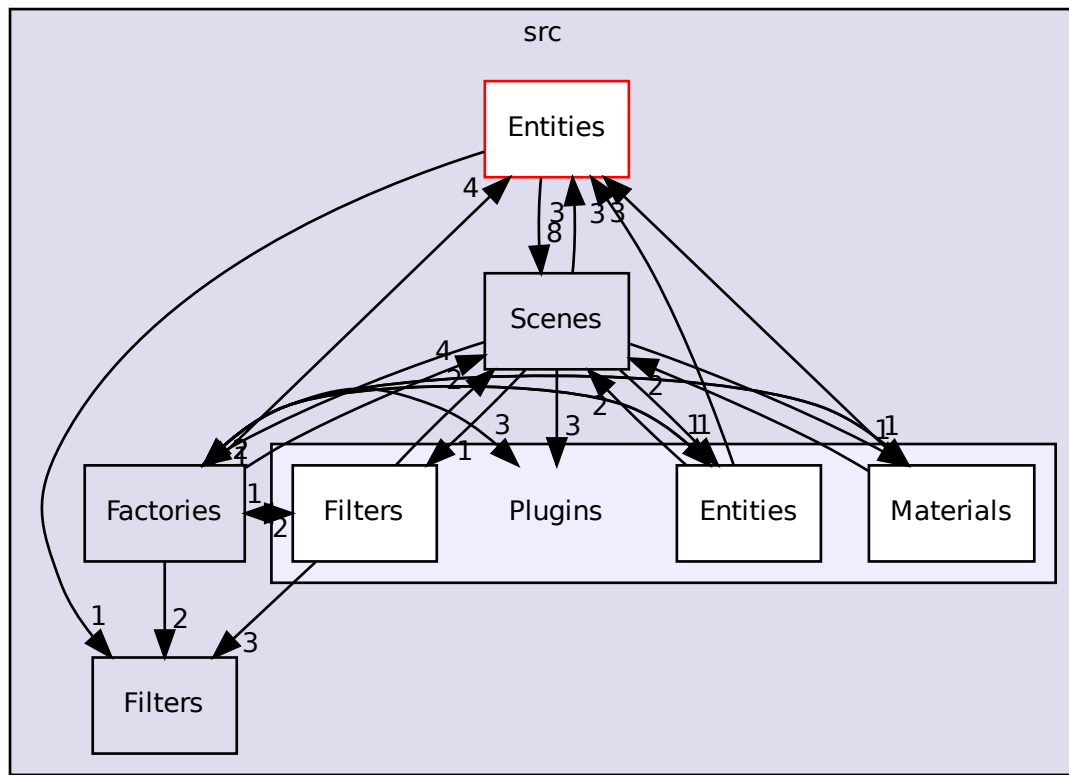 src
Entities
4
3
3
3
8
Scenes
4
2
2
2
3
3
1
1
1
1
2
1
1
Factories
Filters
Plugins
Entities
Materials
2
1
2
3
Filters